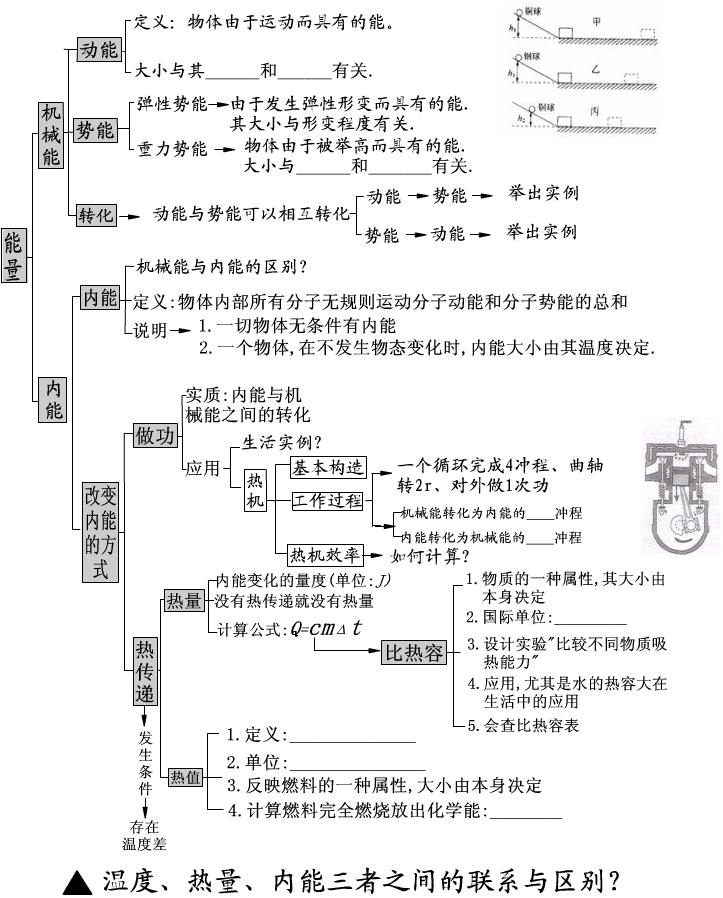 定义: 物体由于运动而具有的能。
动能
大小与其______和______有关.
机械能
弹性势能 由于发生弹性形变而具有的能.
其大小与形变程度有关.
势能
重力势能 物体由于被举高而具有的能.
大小与______和_______有关.
转化
动能与势能可以相互转化
动能 势能 举出实例
势能 动能 举出实例
钢球
h₁
甲
钢球
h₁
乙
钢球
h₂
丙
能量
机械能与内能的区别?
内能
定义:物体内部所有分子无规则运动分子动能和分子势能的总和
说明
1.一切物体无条件有内能
2.一个物体,在不发生物态变化时,内能大小由其温度决定.
内能
实质:内能与机
械能之间的转化
做功
生活实例?
应用
热机
基本构造
工作过程
一个循环完成4冲程、曲轴
转2r、对外做1次功
机械能转化为内能的____冲程
内能转化为机械能的____冲程
热机效率
如何计算?
改变内能的方式
热传递
热量
内能变化的量度(单位:J)
没有热传递就没有热量
计算公式:Q=cm△t
比热容
1.物质的一种属性,其大小由
本身决定
2.国际单位:________
3.设计实验"比较不同物质吸
热能力"
4.应用,尤其是水的热容大在
生活中的应用
5.会查比热容表
发生条件
存在
温度差
热值
1.定义:______________
2.单位:_______________
3.反映燃料的一种属性,大小由本身决定
4.计算燃料完全燃烧放出化学能:________
▲ 温度、热量、内能三者之间的联系与区别?